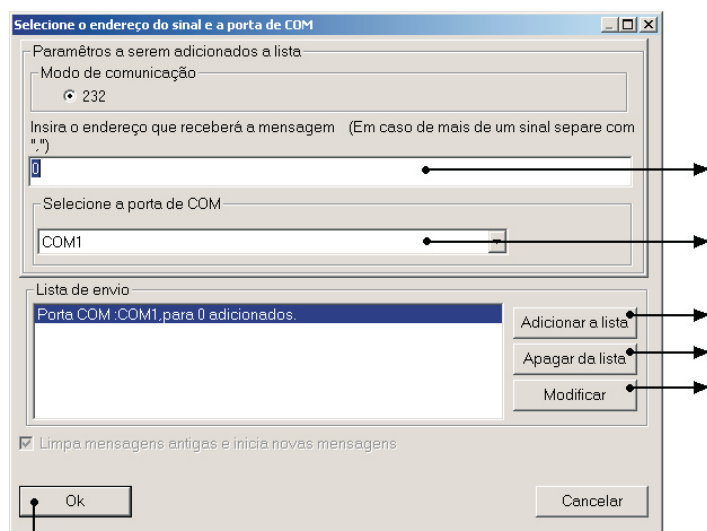 Selecione o endereço do sinal e a porta de COM
Paramêtros a serem adicionados a lista
Modo de comunicação
232
Insira o endereço que receberá a mensagem (Em caso de mais de um sinal separe com
",")
0
Selecione a porta de COM
COM1
Lista de envio
Porta COM :COM1,para 0 adicionados.
Adicionar a lista
Apagar da lista
Modificar
Limpa mensagens antigas e inicia novas mensagens
Ok
Cancelar